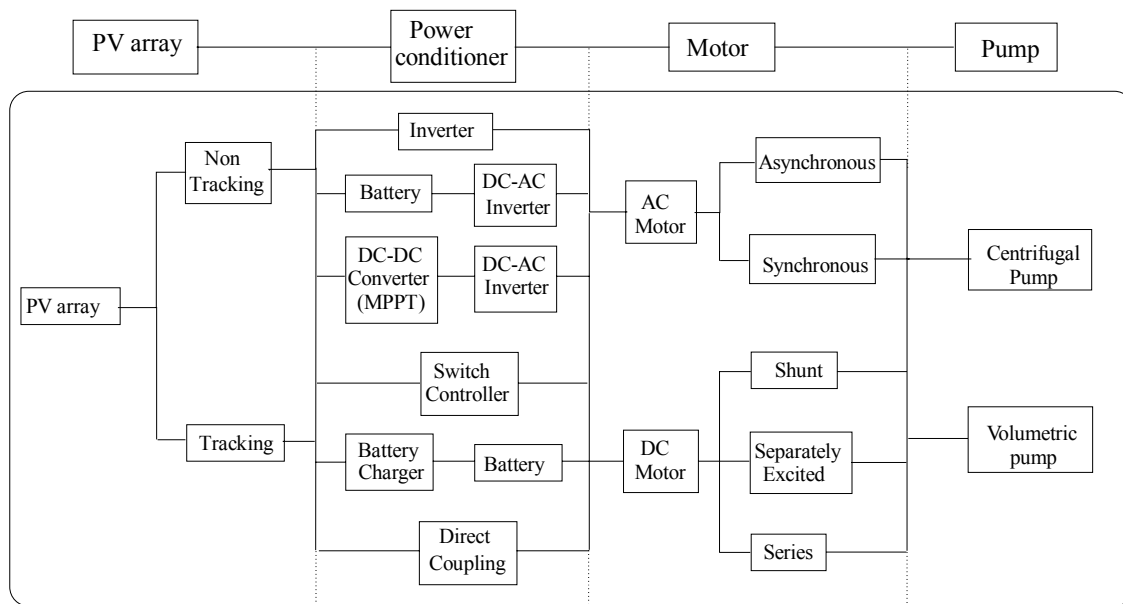 PV array
Power
conditioner
Motor
Pump
Inverter
Non
Tracking
Asynchronous
Battery
DC-AC
Inverter
AC
Motor
DC-DC
Converter
(MPPT)
DC-AC
Inverter
Synchronous
Centrifugal
Pump
PV array
Switch
Controller
Shunt
Tracking
Battery
Charger
Battery
DC
Motor
Separately
Excited
Volumetric
pump
Direct
Coupling
Series